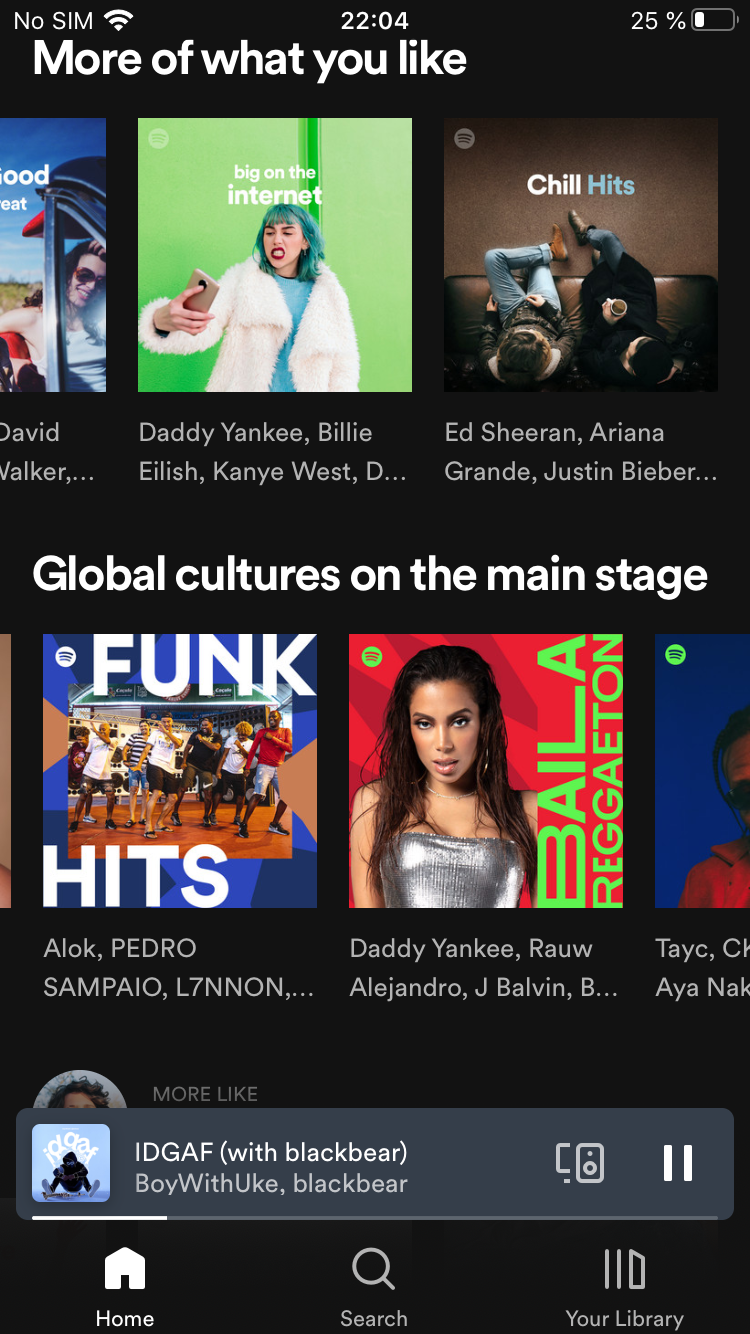 No SIM 22:04 25 %
More of what you like
ood
eat
big on the
internet
Chill Hits
David
Walker,...
Daddy Yankee, Billie
Eilish, Kanye West, D...
Ed Sheeran, Ariana
Grande, Justin Bieber...
Global cultures on the main stage
FUNK
HITS
BAILA
REGGAETON
Alok, PEDRO
SAMPAIO, L7NNON,...
Daddy Yankee, Rauw
Alejandro, J Balvin, B...
Tayc, CK
Aya Nak
MORE LIKE
idgaf
IDGAF (with blackbear)
BoyWithUke, blackbear
Home
Search
Your Library